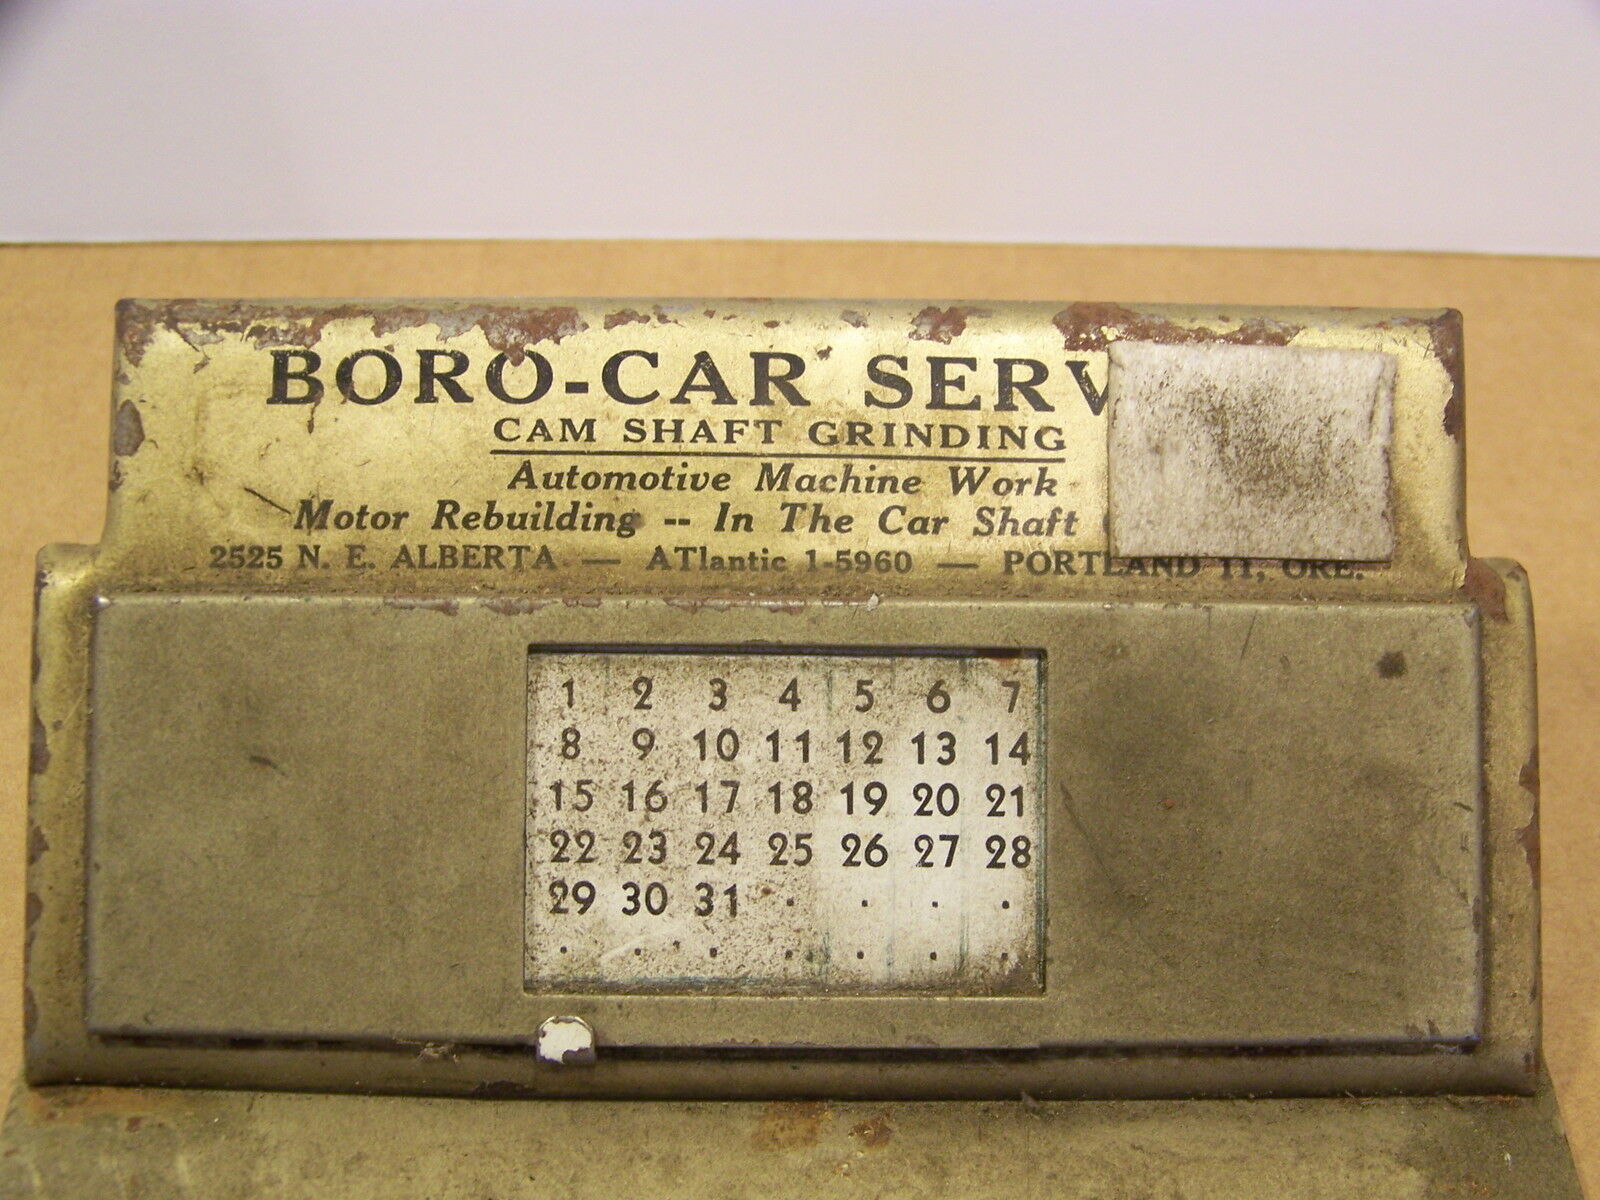 BORO-CAR SERV
CAM SHAFT GRINDING
Automotive Machine Work
Motor Rebuilding -- In The Car Shaft
2525 N. E. ALBERTA — ATlantic 1-5960 — PORTLAND 11, ORE.
1 2 3 4 5 6 7
8 9 10 11 12 13 14
15 16 17 18 19 20 21
22 23 24 25 26 27 28
29 30 31 . . . .
. . . . . . .